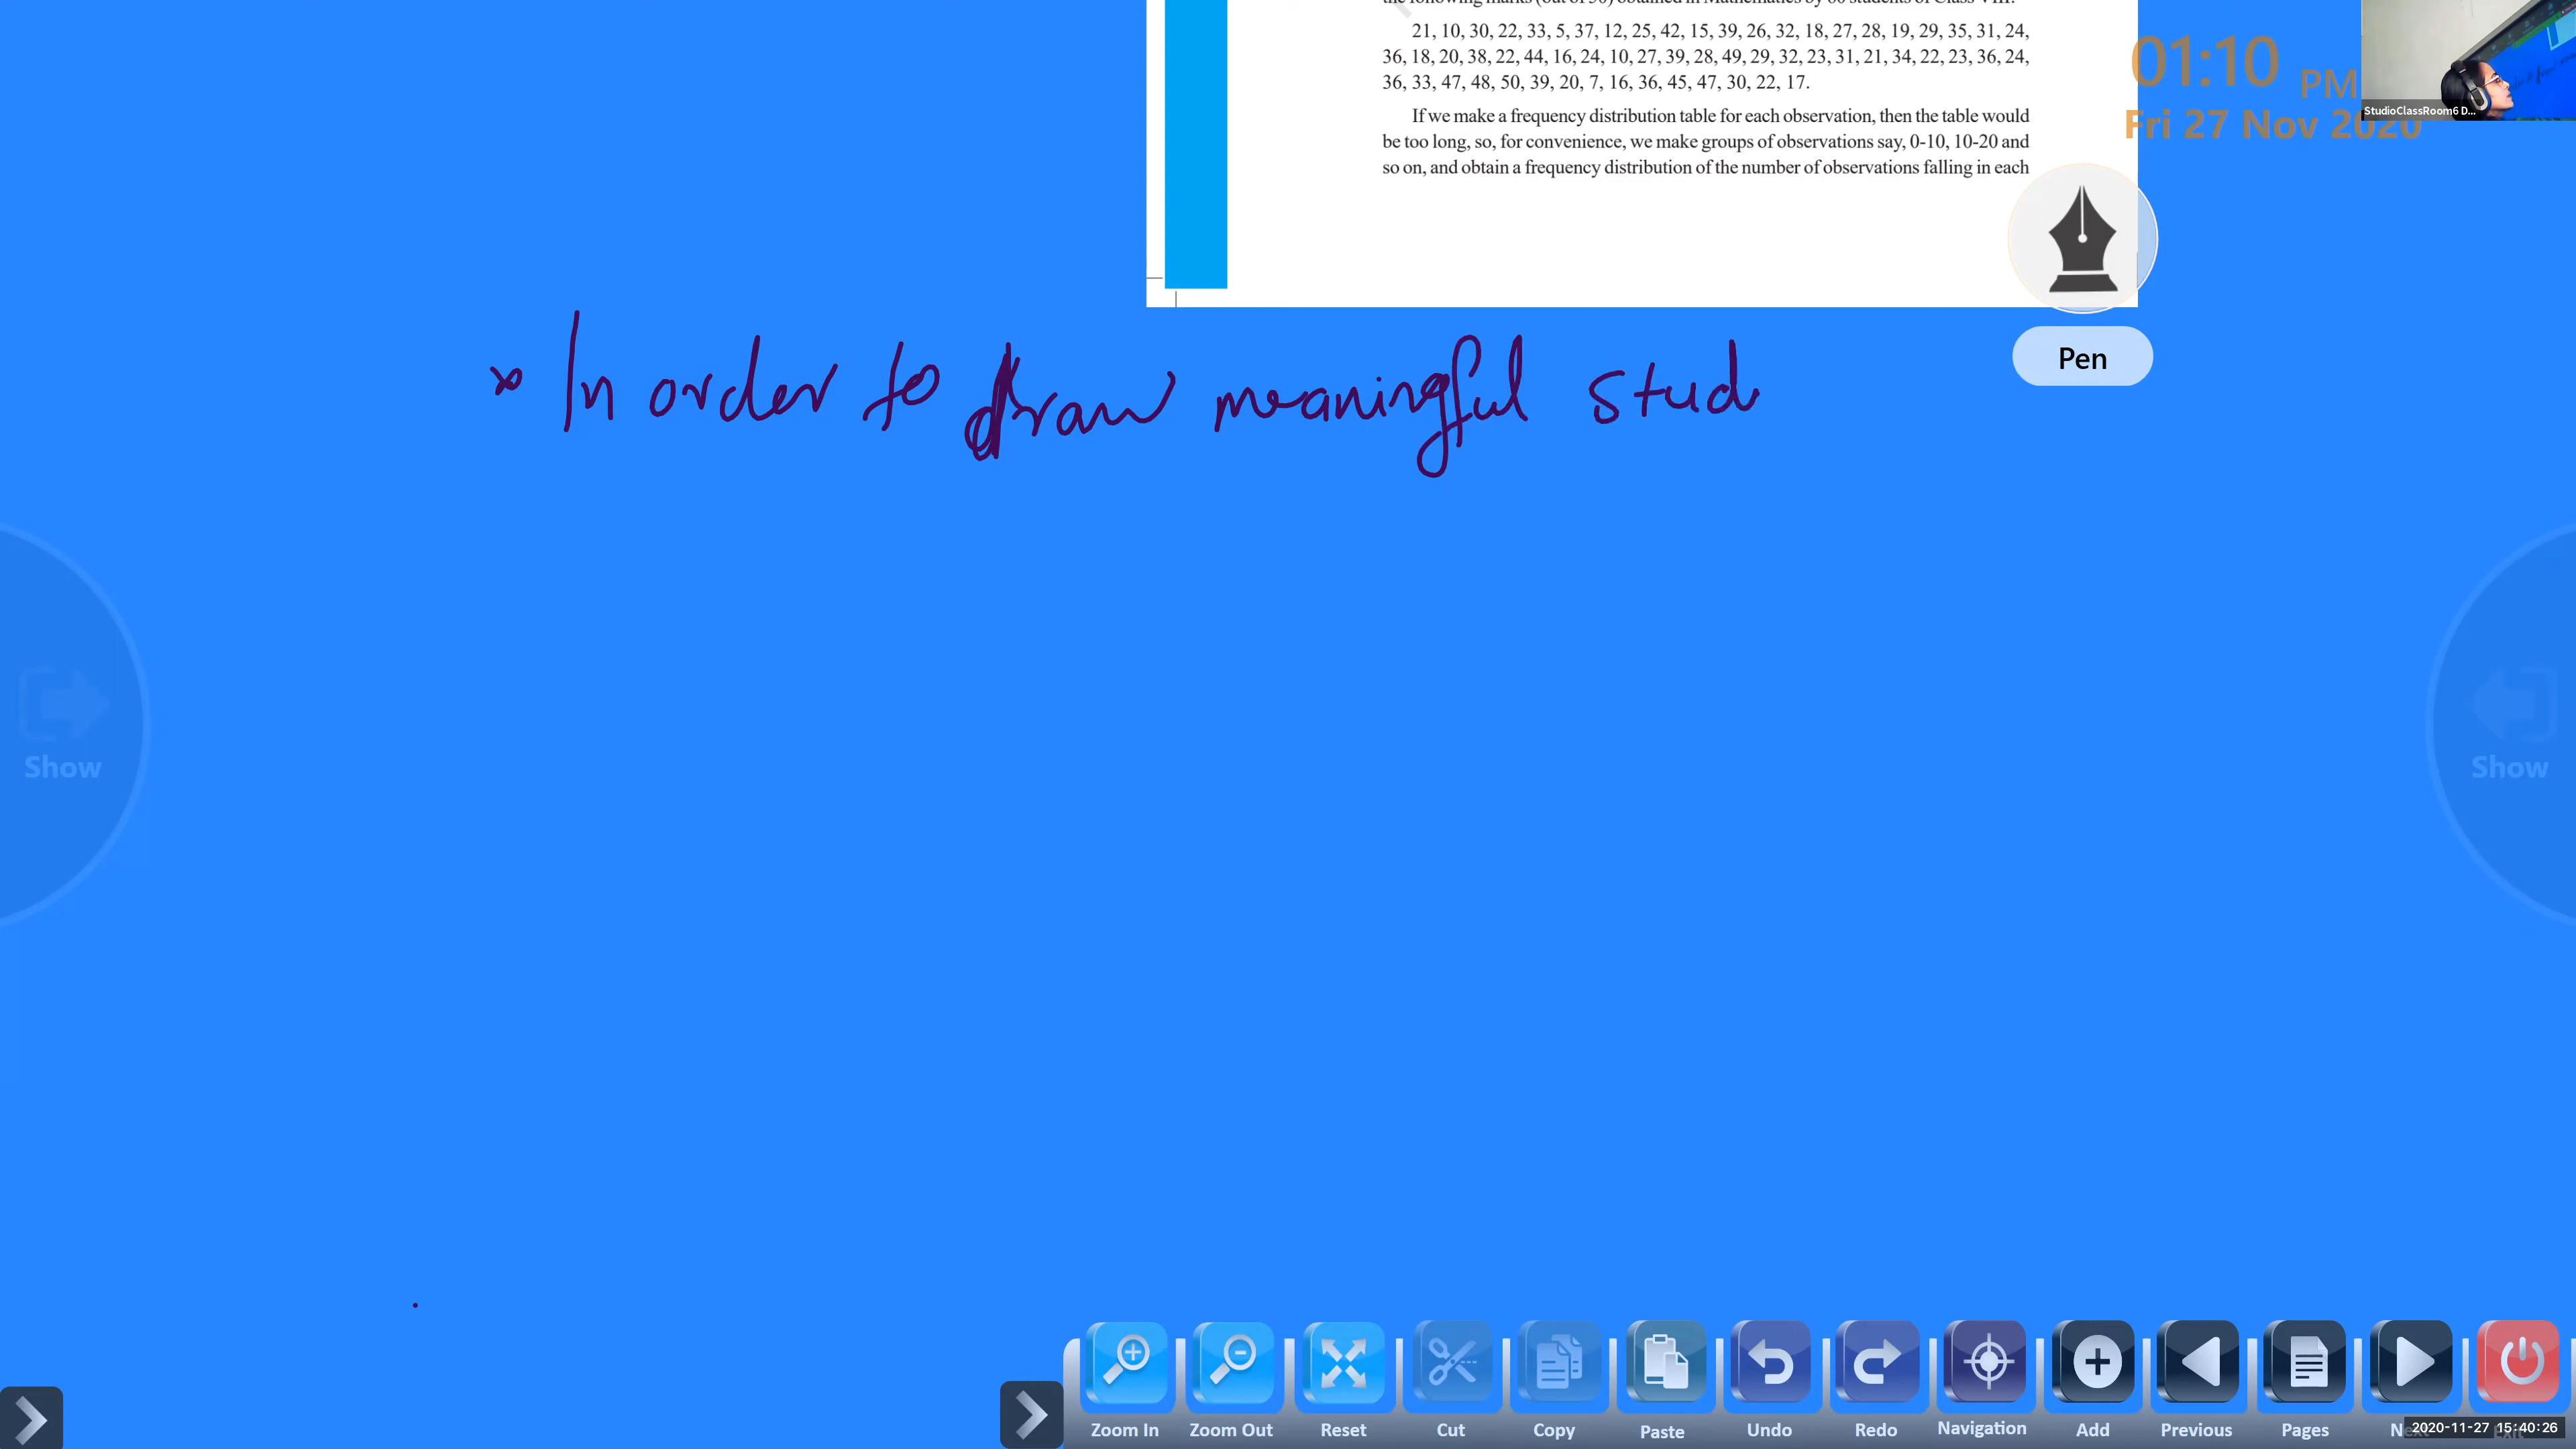 21, 10, 30, 22, 33, 5, 37, 12, 25, 42, 15, 39, 26, 32, 18, 27, 28, 19, 29, 35, 31, 24,
36, 18, 20, 38, 22, 44, 16, 24, 10, 27, 39, 28, 49, 29, 32, 23, 31, 21, 34, 22, 23, 36, 24,
36, 33, 47, 48, 50, 39, 20, 7, 16, 36, 45, 47, 30, 22, 17.
If we make a frequency distribution table for each observation, then the table would
be too long, so, for convenience, we make groups of observations say, 0-10, 10-20 and
so on, and obtain a frequency distribution of the number of observations falling in each
01:10 PM
Fri 27 Nov 2020
StudioClassRoom6 D...
Pen
In order to draw meaningful stud
Show
Show
Zoom In Zoom Out Reset Cut Copy Paste Undo Redo Navigation Add Previous Pages
2020-11-27 15:40:26